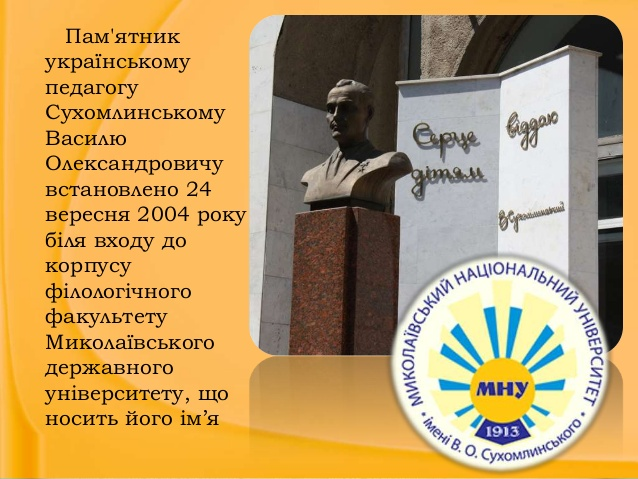 Пам'ятник
українському
педагогу
Сухомлинському
Василю
Олександровичу
встановлено 24
вересня 2004 року
біля входу до
корпусу
філологічного
факультету
Миколаївського
державного
університету, що
носить його ім’я
Серце віддаю
дітям
В Сухомлинський
МИКОЛАЇВСЬКИЙ НАЦІОНАЛЬНИЙ УНІВЕРСИТЕТ
МНУ
1913
• імені В. О. Сухомлинського •